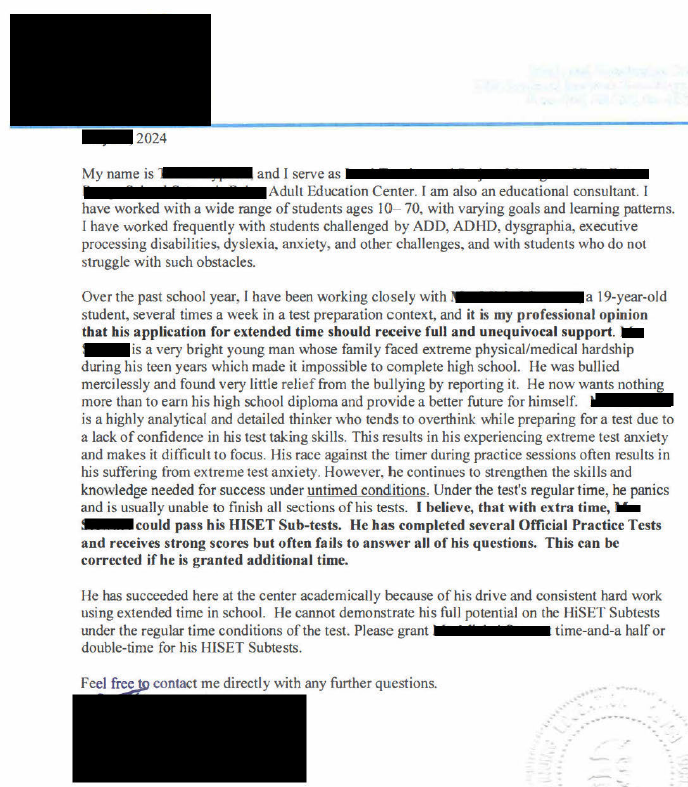 , 2024
My name is , and I serve as
Adult Education Center. I am also an educational consultant. I
have worked with a wide range of students ages 10– 70, with varying goals and learning patterns.
I have worked frequently with students challenged by ADD, ADHD, dysgraphia, executive
processing disabilities, dyslexia, anxiety, and other challenges, and with students who do not
struggle with such obstacles.
Over the past school year, I have been working closely with a 19-year-old
student, several times a week in a test preparation context, and it is my professional opinion
that his application for extended time should receive full and unequivocal support.
is a very bright young man whose family faced extreme physical/medical hardship
during his teen years which made it impossible to complete high school. He was bullied
mercilessly and found very little relief from the bullying by reporting it. He now wants nothing
more than to earn his high school diploma and provide a better future for himself.
is a highly analytical and detailed thinker who tends to overthink while preparing for a test due to
a lack of confidence in his test taking skills. This results in his experiencing extreme test anxiety
and makes it difficult to focus. His race against the timer during practice sessions often results in
his suffering from extreme test anxiety. However, he continues to strengthen the skills and
knowledge needed for success under untimed conditions. Under the test's regular time, he panics
and is usually unable to finish all sections of his tests. I believe, that with extra time,
could pass his HISET Sub-tests. He has completed several Official Practice Tests
and receives strong scores but often fails to answer all of his questions. This can be
corrected if he is granted additional time.
He has succeeded here at the center academically because of his drive and consistent hard work
using extended time in school. He cannot demonstrate his full potential on the HiSET Subtests
under the regular time conditions of the test. Please grant time-and-a half or
double-time for his HISET Subtests.
Feel free to contact me directly with any further questions.